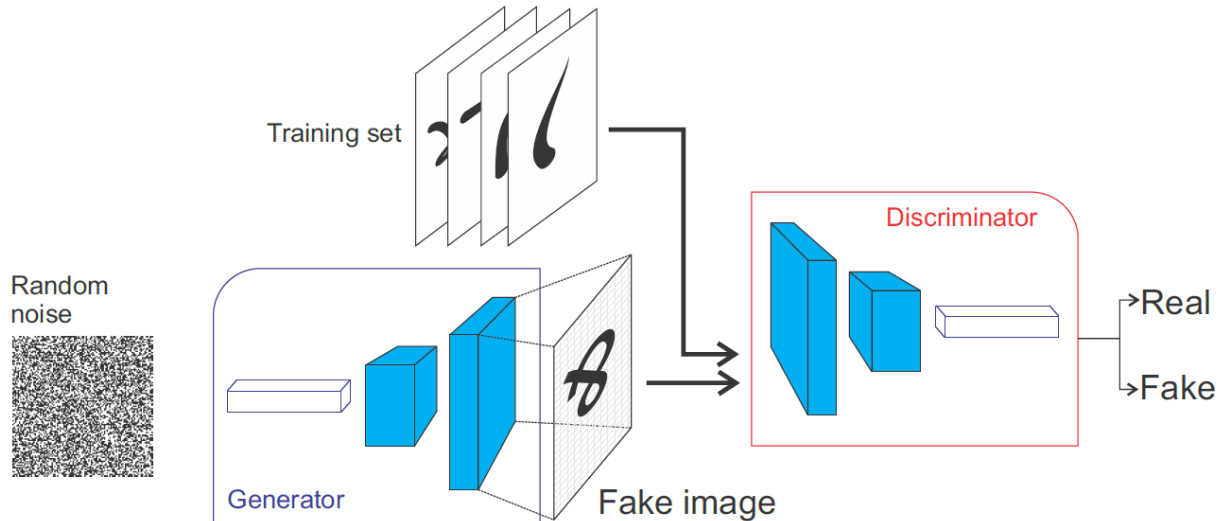 Training set
Discriminator
Random
noise
Real
Fake
Generator
Fake image